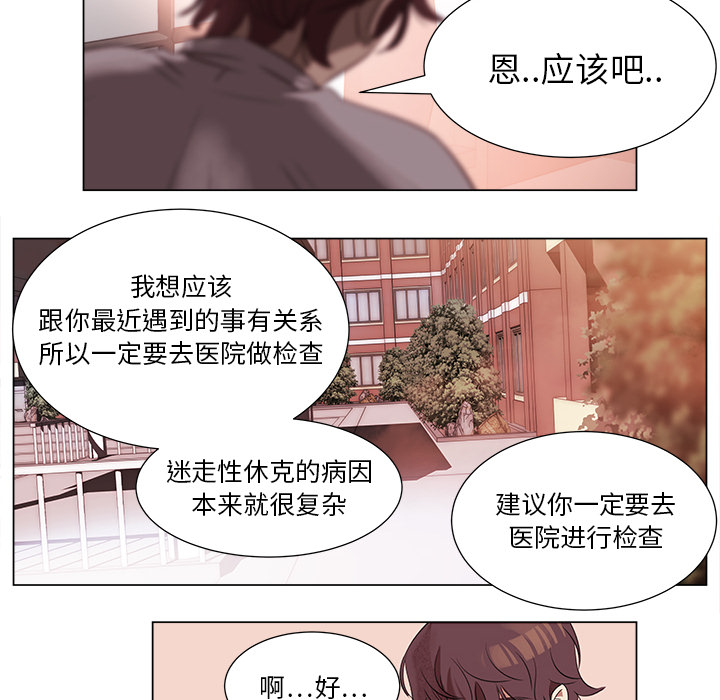 恩..应该吧..
我想应该
跟你最近遇到的事有关系
所以一定要去医院做检查
迷走性休克的病因
本来就很复杂
建议你一定要去
医院进行检查
啊...好...